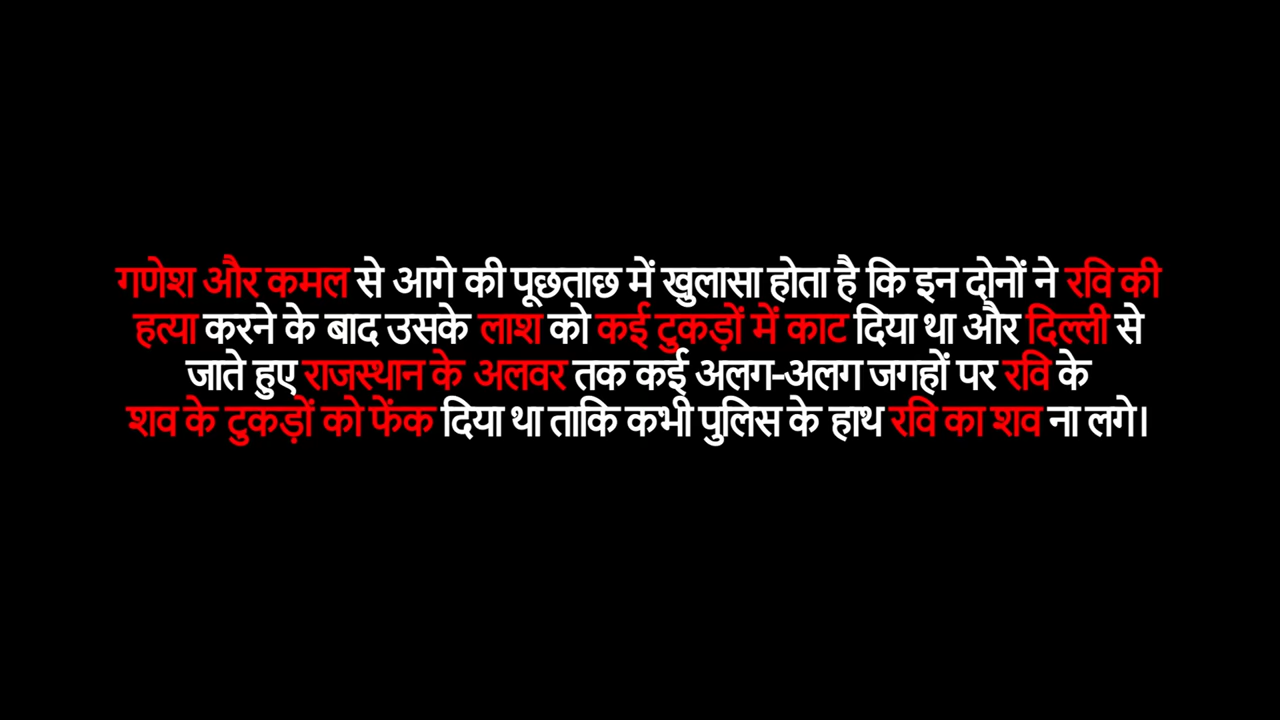 गणेश और कमल से आगे की पूछताछ में खुलासा होता है कि इन दोनों ने रवि की
हत्या करने के बाद उसके लाश को कई टुकड़ों में काट दिया था और दिल्ली से
जाते हुए राजस्थान के अलवर तक कई अलग-अलग जगहों पर रवि के
शव के टुकड़ों को फेंक दिया था ताकि कभी पुलिस के हाथ रवि का शव ना लगे।